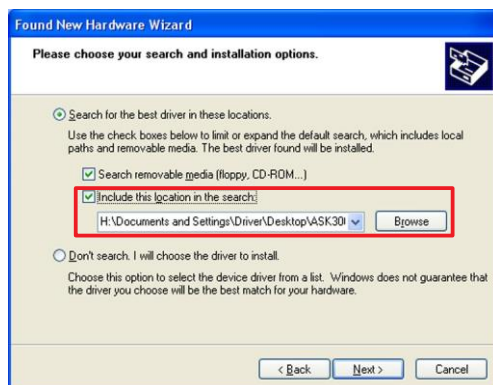 Found New Hardware Wizard
Please choose your search and installation options.
Search for the best driver in these locations.
Use the check boxes below to limit or expand the default search, which includes local
paths and removable media. The best driver found will be installed.
Search removable media (floppy, CD-ROM...)
Include this location in the search:
H:\Documents and Settings\Driver\Desktop\ASK30
Browse
Don't search. I will choose the driver to install.
Choose this option to select the device driver from a list. Windows does not guarantee that
the driver you choose will be the best match for your hardware.
< Back
Next >
Cancel